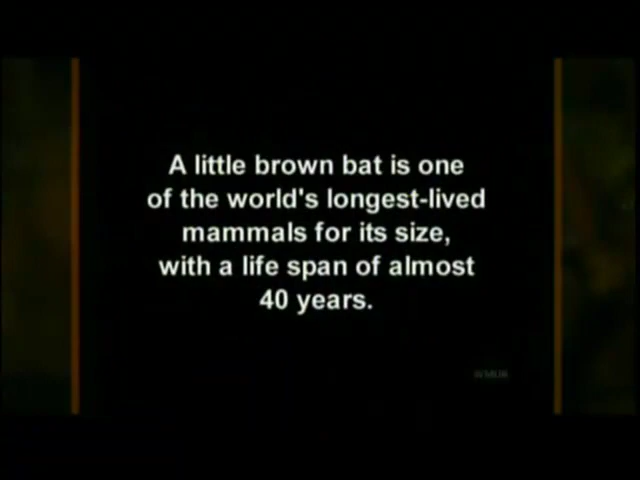 A little brown bat is one
of the world's longest-lived
mammals for its size,
with a life span of almost
40 years.